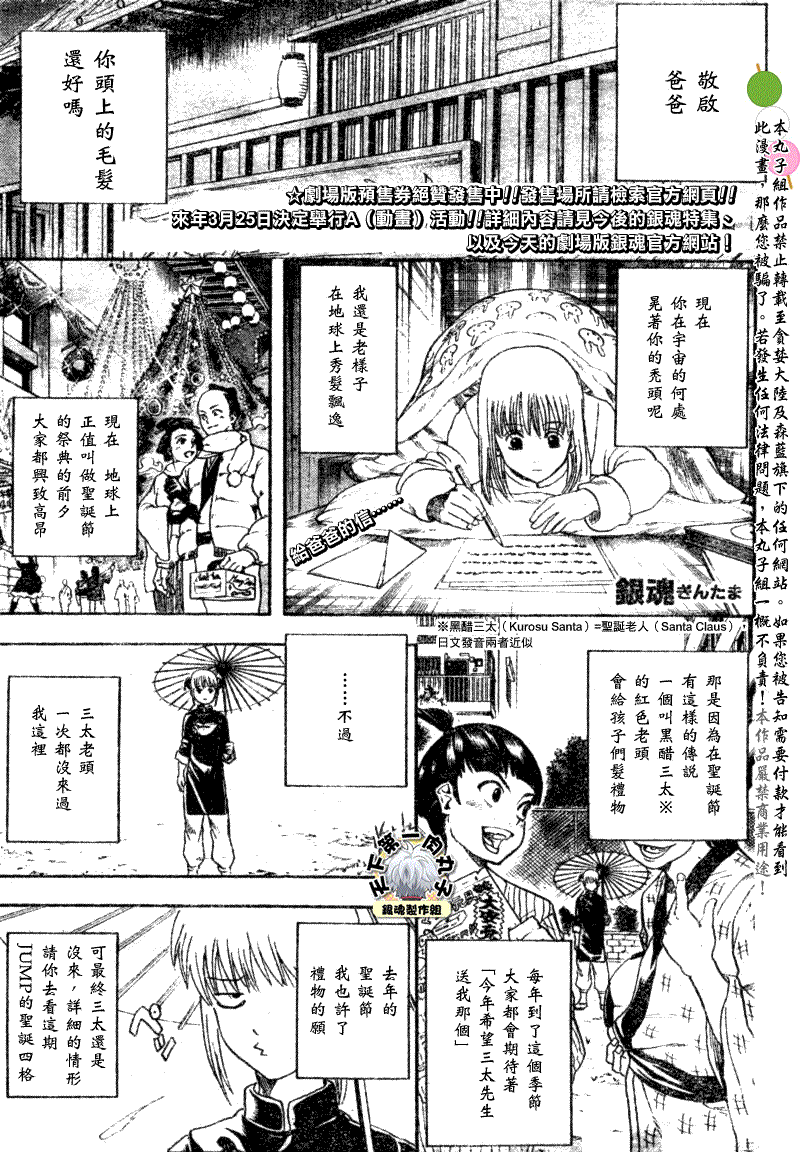 敬啟
爸爸
你頭上的毛髮
還好嗎
☆劇場版預售券絕贊發售中!!發售場所請檢索官方網頁!!
來年3月25日決定舉行A（動畫）活動!!詳細內容請見今後的銀魂特集、
以及今天的劇場版銀魂官方網站！
現在
你在宇宙的何處
晃著你的禿頭呢
我還是老樣子
在地球上秀髮飄逸
給爸爸的信……
銀魂ぎんたま
現在 地球上
正值叫做聖誕節
的祭典的前夕
大家都興致高昂
※黑醋三太（Kurosu Santa）=聖誕老人（Santa Claus），
日文發音兩者近似
那是因為在聖誕節
有這樣的傳說
一個叫黑醋三太※
的紅色老頭
會給孩子們髮禮物
……
不過
三太老頭
一次都沒來過
我這裡
天下第一白丸子
銀魂製作組
每年到了這個季節
大家都會期待著
「今年希望三太先生
送我那個」
去年的
聖誕節
我也許了
禮物的願
ペッ
可最終三太還是
沒來，詳細的情形
請你去看這期
JUMP的聖誕四格
本丸子組作品禁止轉載至貪婪大陸及森藍旗下的任何網站。如果您被告知需要付款才能看到
此漫畫，那麼您被騙了。若發生任何法律問題，本丸子組一概不負責！本作品嚴禁商業用途！